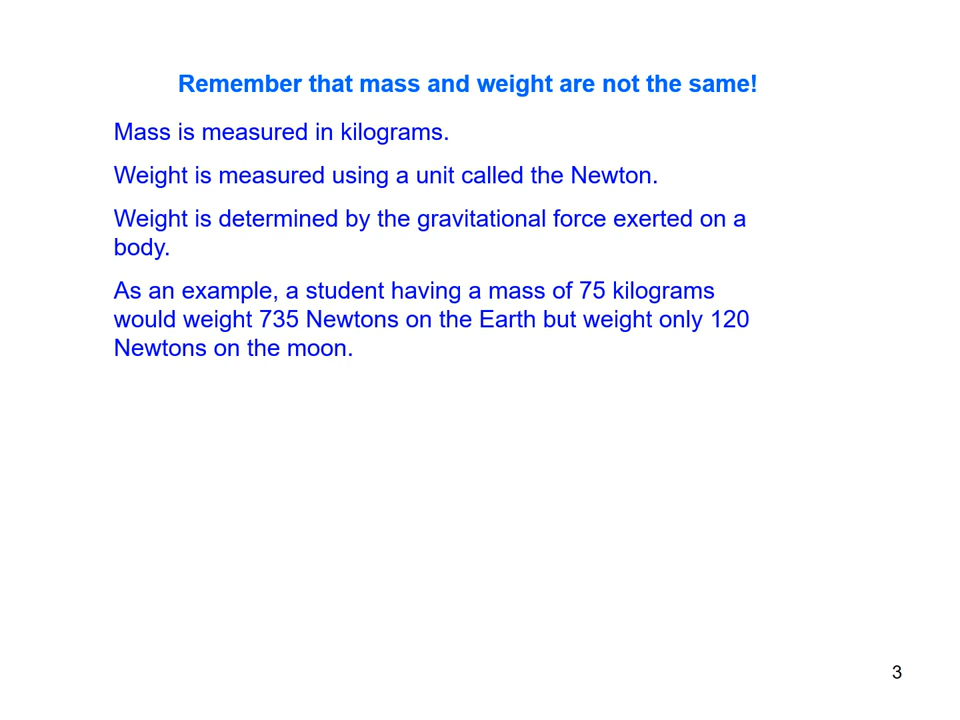 Remember that mass and weight are not the same!
Mass is measured in kilograms.
Weight is measured using a unit called the Newton.
Weight is determined by the gravitational force exerted on a
body.
As an example, a student having a mass of 75 kilograms
would weight 735 Newtons on the Earth but weight only 120
Newtons on the moon.
3